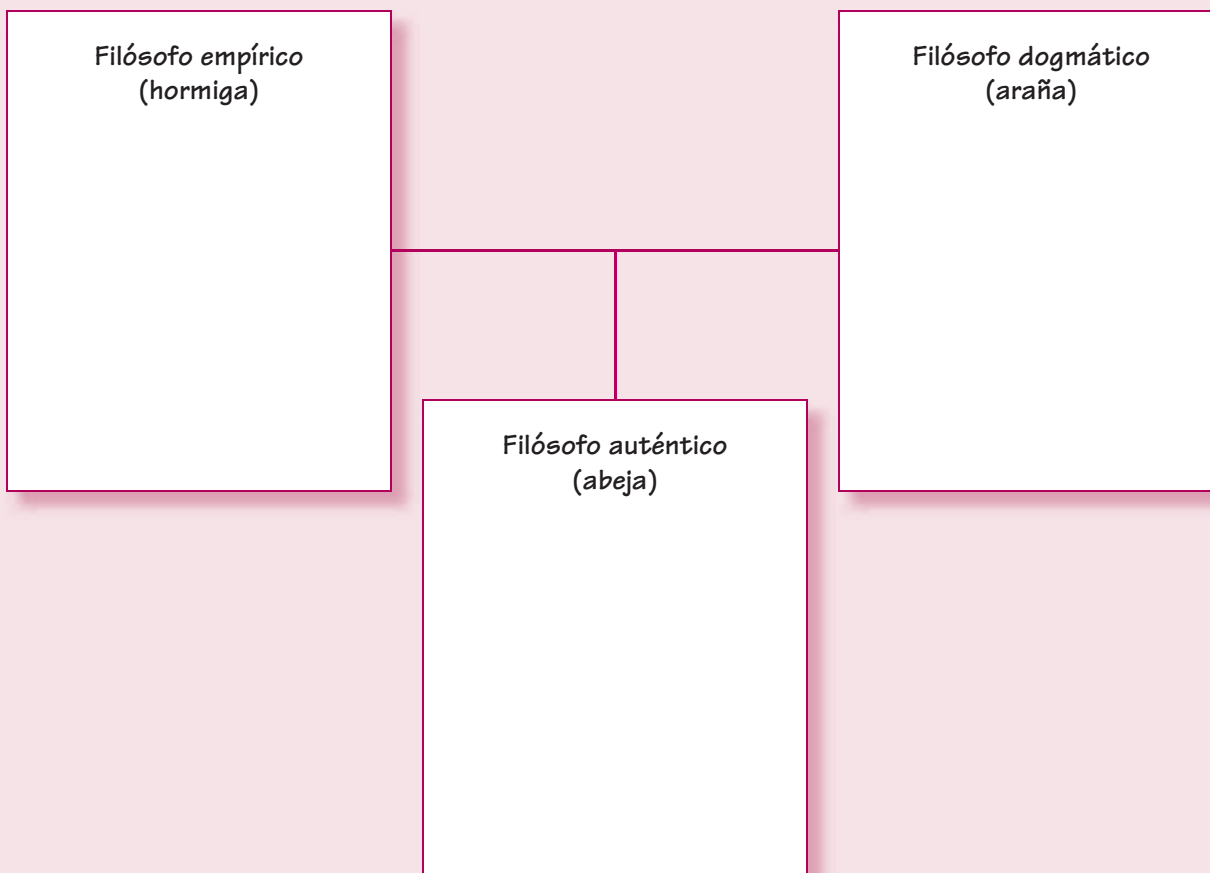 Filósofo empírico
(hormiga)
Filósofo dogmático
(araña)
Filósofo auténtico
(abeja)